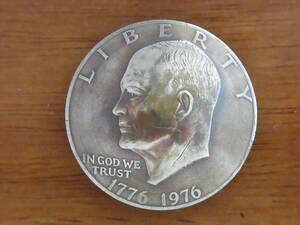 LIBERTY
IN GOD WE
TRUST
1776 1976